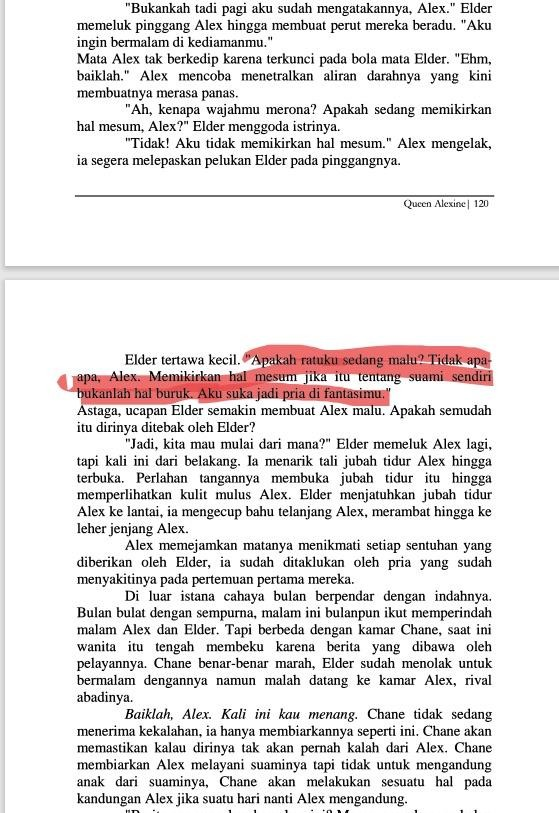 "Bukankah tadi pagi aku sudah mengatakannya, Alex." Elder
memeluk pinggang Alex hingga membuat perut mereka beradu. "Aku
ingin bermalam di kediamanmu."
Mata Alex tak berkedip karena terkunci pada bola mata Elder. "Ehm,
baiklah." Alex mencoba menetralkan aliran darahnya yang kini
membuatnya merasa panas.
"Ah, kenapa wajahmu merona? Apakah sedang memikirkan
hal mesum, Alex?" Elder menggoda istrinya.
"Tidak! Aku tidak memikirkan hal mesum." Alex mengelak,
ia segera melepaskan pelukan Elder pada pinggangnya.
Queen Alexine| 120
Elder tertawa kecil. "Apakah ratuku sedang malu? Tidak apa-
apa, Alex. Memikirkan hal mesum jika itu tentang suami sendiri
bukanlah hal buruk. Aku suka jadi pria di fantasimu."
Astaga, ucapan Elder semakin membuat Alex malu. Apakah semudah
itu dirinya ditebak oleh Elder?
"Jadi, kita mau mulai dari mana?" Elder memeluk Alex lagi,
tapi kali ini dari belakang. Ia menarik tali jubah tidur Alex hingga
terbuka. Perlahan tangannya membuka jubah tidur itu hingga
memperlihatkan kulit mulus Alex. Elder menjatuhkan jubah tidur
Alex ke lantai, ia mengecup bahu telanjang Alex, merambat hingga ke
leher jenjang Alex.
Alex memejamkan matanya menikmati setiap sentuhan yang
diberikan oleh Elder, ia sudah ditaklukan oleh pria yang sudah
menyakitinya pada pertemuan pertama mereka.
Di luar istana cahaya bulan berpendar dengan indahnya.
Bulan bulat dengan sempurna, malam ini bulanpun ikut memperindah
malam Alex dan Elder. Tapi berbeda dengan kamar Chane, saat ini
wanita itu tengah membeku karena berita yang dibawa oleh
pelayannya. Chane benar-benar marah, Elder sudah menolak untuk
bermalam dengannya namun malah datang ke kamar Alex, rival
abadinya.
Baiklah, Alex. Kali ini kau menang. Chane tidak sedang
menerima kekalahan, ia hanya membiarkannya seperti ini. Chane akan
memastikan kalau dirinya tak akan pernah kalah dari Alex. Chane
membiarkan Alex melayani suaminya tapi tidak untuk mengandung
anak dari suaminya, Chane akan melakukan sesuatu hal pada
kandungan Alex jika suatu hari nanti Alex mengandung.